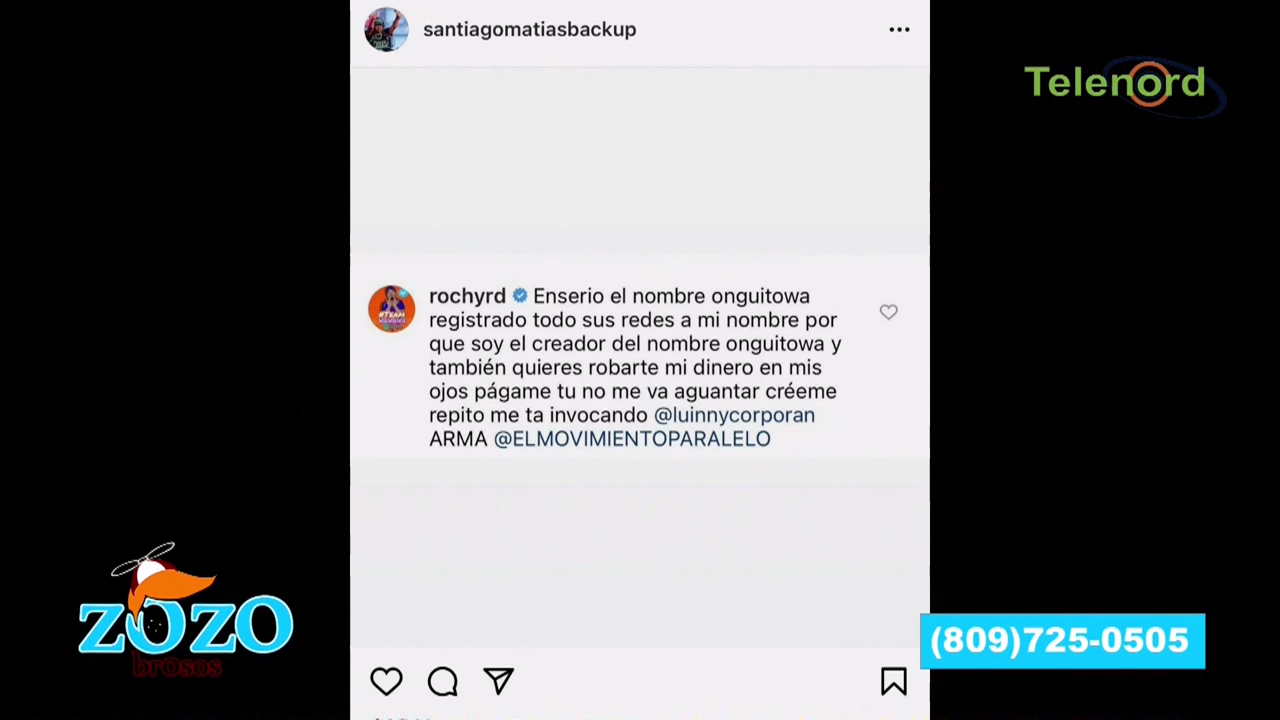 santiagomatiasbackup
Telenord
rochyrd Enserio el nombre onguitowa
registrado todo sus redes a mi nombre por
que soy el creador del nombre onguitowa y
también quieres robarte mi dinero en mis
ojos págame tu no me va aguantar créeme
repito me ta invocando @luinnycorporan
ARMA @ELMOVIMIENTOPARALELO
zozo
brosos
(809)725-0505